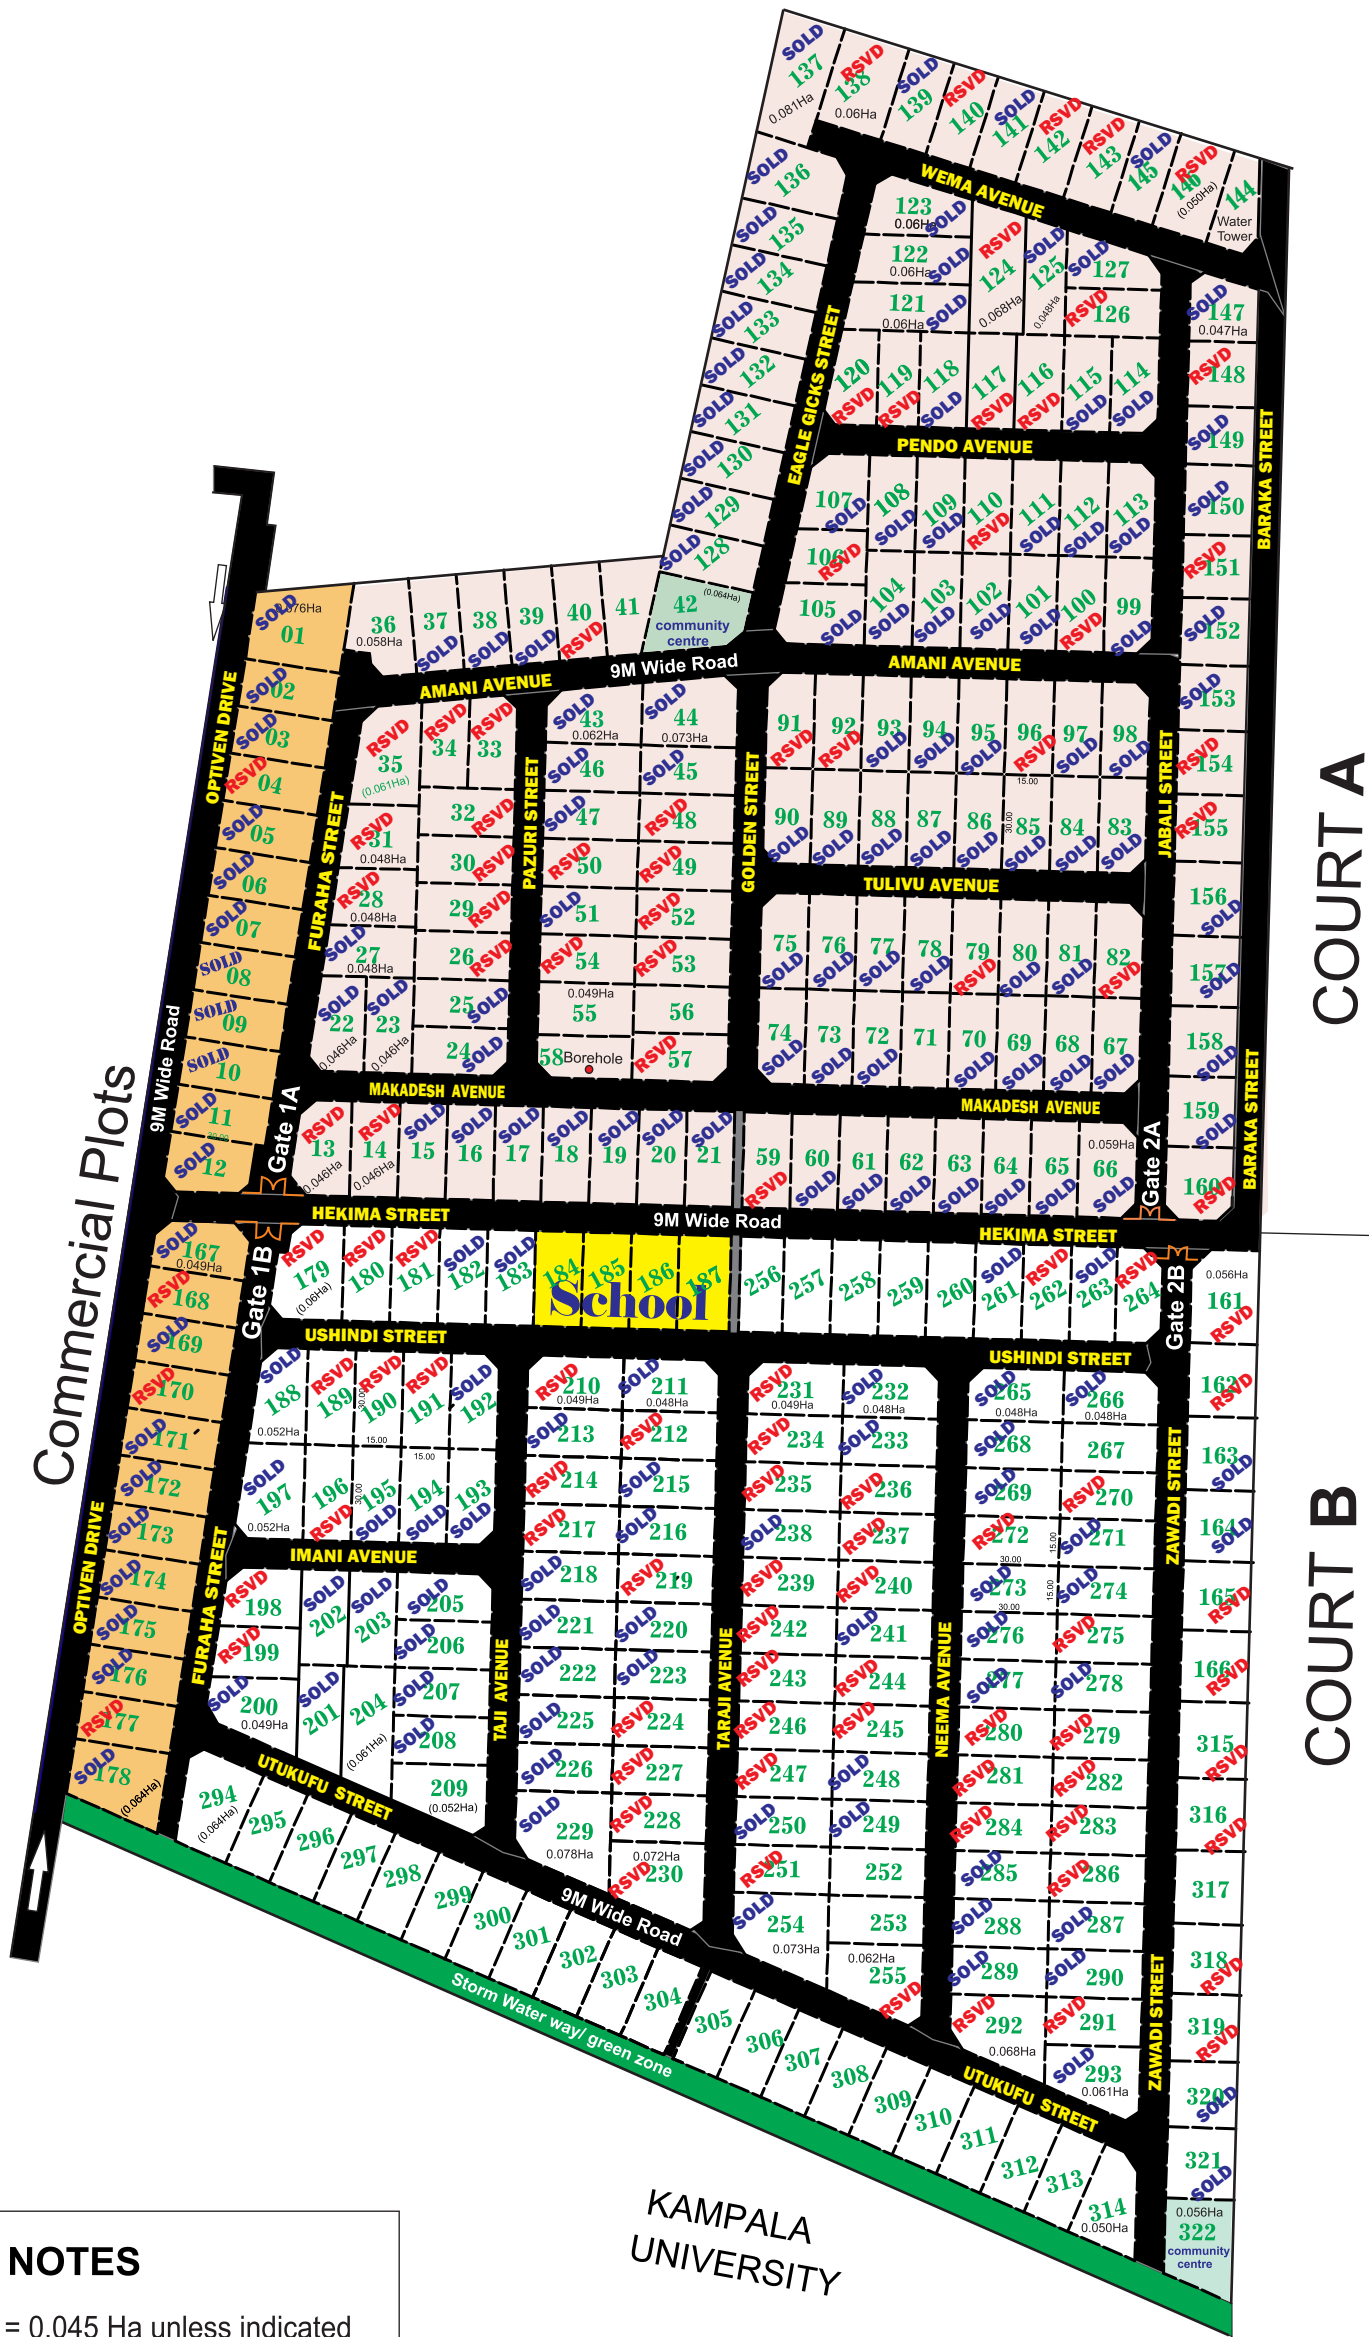 SOLD
137
0.081Ha
RSVD
138
0.06Ha
SOLD
139
RSVD
140
SOLD
141
RSVD
142
RSVD
143
SOLD
145
RSVD
146
(0.050Ha)
144
Water
Tower
WEMA AVENUE
SOLD
136
SOLD
135
SOLD
134
SOLD
133
SOLD
132
SOLD
131
SOLD
130
SOLD
129
SOLD
128
EAGLE GICKS STREET
123
0.06Ha
SOLD
122
0.06Ha
SOLD
121
0.06Ha
SOLD
RSVD
124
0.068Ha
SOLD
125
0.048Ha
SOLD
127
RSVD
126
120
RSVD
119
RSVD
118
SOLD
117
RSVD
116
RSVD
115
SOLD
114
SOLD
PENDO AVENUE
SOLD
147
0.047Ha
RSVD
148
SOLD
149
SOLD
150
RSVD
151
SOLD
152
SOLD
153
RSVD
154
RSVD
155
156
SOLD
157
SOLD
158
SOLD
159
SOLD
160
RSVD
BARAKA STREET
BARAKA STREET
107
SOLD
108
SOLD
109
SOLD
110
RSVD
111
SOLD
112
SOLD
113
SOLD
106
RSVD
105
SOLD
104
SOLD
103
SOLD
102
SOLD
101
SOLD
100
RSVD
99
SOLD
42
(0.064Ha)
community
centre
36
0.058Ha
37
SOLD
38
SOLD
39
SOLD
40
RSVD
41
AMANI AVENUE
9M Wide Road
AMANI AVENUE
SOLD
0.076Ha
01
SOLD
02
SOLD
03
RSVD
04
SOLD
05
SOLD
06
SOLD
07
SOLD
08
SOLD
09
SOLD
10
SOLD
11
SOLD
12
OPTIVEN DRIVE
9M Wide Road
FURAHA STREET
RSVD
35
(0.061Ha)
RSVD
34
RSVD
33
RSVD
31
0.048Ha
32
RSVD
30
RSVD
RSVD
28
0.048Ha
29
RSVD
SOLD
27
0.048Ha
26
RSVD
SOLD
22
0.046Ha
SOLD
23
0.046Ha
25
SOLD
24
SOLD
PAZURI STREET
SOLD
43
0.062Ha
SOLD
44
0.073Ha
SOLD
46
SOLD
45
SOLD
47
RSVD
48
RSVD
50
RSVD
49
SOLD
51
RSVD
52
RSVD
54
RSVD
53
0.049Ha
55
56
58
Borehole
RSVD
57
GOLDEN STREET
91
RSVD
92
RSVD
93
SOLD
94
SOLD
95
SOLD
96
RSVD
97
SOLD
98
SOLD
15.00
30.00
90
SOLD
89
SOLD
88
SOLD
87
SOLD
86
SOLD
85
SOLD
84
SOLD
83
SOLD
TULIVU AVENUE
JABALI STREET
75
SOLD
76
SOLD
77
SOLD
78
SOLD
79
RSVD
80
SOLD
81
SOLD
82
RSVD
74
SOLD
73
SOLD
72
SOLD
71
70
SOLD
69
SOLD
68
SOLD
67
SOLD
MAKADESH AVENUE
MAKADESH AVENUE
Gate 1A
RSVD
13
0.046Ha
RSVD
14
0.046Ha
SOLD
15
SOLD
16
SOLD
17
SOLD
18
SOLD
19
SOLD
20
SOLD
21
59
RSVD
60
SOLD
61
SOLD
62
SOLD
63
SOLD
64
SOLD
65
SOLD
0.059Ha
66
SOLD
Gate 2A
HEKIMA STREET
9M Wide Road
HEKIMA STREET
COURT A
Commercial Plots
SOLD
167
0.049Ha
RSVD
168
SOLD
169
RSVD
170
SOLD
171
SOLD
172
SOLD
173
SOLD
174
SOLD
175
SOLD
176
RSVD
177
SOLD
178
(0.064Ha)
OPTIVEN DRIVE
FURAHA STREET
Gate 1B
RSVD
179
(0.06Ha)
RSVD
180
RSVD
181
SOLD
182
SOLD
183
184
185
186
187
School
256
257
258
259
260
SOLD
261
RSVD
262
SOLD
263
RSVD
264
Gate 2B
USHINDI STREET
USHINDI STREET
0.056Ha
161
RSVD
162
RSVD
163
SOLD
164
SOLD
165
RSVD
166
RSVD
315
RSVD
316
RSVD
317
318
RSVD
319
RSVD
320
SOLD
321
SOLD
0.056Ha
322
community
centre
ZAWADI STREET
ZAWADI STREET
COURT B
SOLD
188
0.052Ha
RSVD
189
RSVD
190
RSVD
191
SOLD
192
30.00
15.00
15.00
30.00
SOLD
197
0.052Ha
196
RSVD
195
SOLD
194
SOLD
193
SOLD
IMANI AVENUE
RSVD
198
RSVD
199
SOLD
200
0.049Ha
SOLD
202
SOLD
203
SOLD
201
204
(0.061Ha)
205
SOLD
206
SOLD
207
SOLD
208
209
(0.052Ha)
TAJI AVENUE
RSVD
210
0.049Ha
SOLD
211
0.048Ha
SOLD
213
RSVD
212
RSVD
214
SOLD
215
RSVD
217
SOLD
216
SOLD
218
RSVD
219
SOLD
221
SOLD
220
SOLD
222
SOLD
223
SOLD
225
RSVD
224
SOLD
226
RSVD
227
SOLD
229
0.078Ha
RSVD
228
0.072Ha
RSVD
230
TARAJI AVENUE
RSVD
231
0.049Ha
SOLD
232
0.048Ha
RSVD
234
SOLD
233
RSVD
235
RSVD
236
SOLD
238
RSVD
237
RSVD
239
RSVD
240
RSVD
242
SOLD
241
RSVD
243
RSVD
244
RSVD
246
RSVD
245
RSVD
247
SOLD
248
SOLD
250
SOLD
249
RSVD
251
252
SOLD
254
0.073Ha
253
0.062Ha
255
RSVD
NEEMA AVENUE
SOLD
265
0.048Ha
SOLD
266
0.048Ha
SOLD
268
267
SOLD
269
RSVD
270
RSVD
272
30.00
15.00
SOLD
271
SOLD
273
30.00
15.00
SOLD
274
SOLD
276
RSVD
275
SOLD
277
SOLD
278
RSVD
280
RSVD
279
RSVD
281
RSVD
282
RSVD
284
RSVD
283
SOLD
285
RSVD
286
SOLD
288
SOLD
287
SOLD
289
SOLD
290
RSVD
292
0.068Ha
RSVD
291
SOLD
293
0.061Ha
UTUKUFU STREET
9M Wide Road
UTUKUFU STREET
294
(0.064Ha)
295
296
297
298
299
300
301
302
303
304
305
306
307
308
309
310
311
312
313
314
0.050Ha
Storm Water way/ green zone
KAMPALA
UNIVERSITY
NOTES
= 0.045 Ha unless indicated